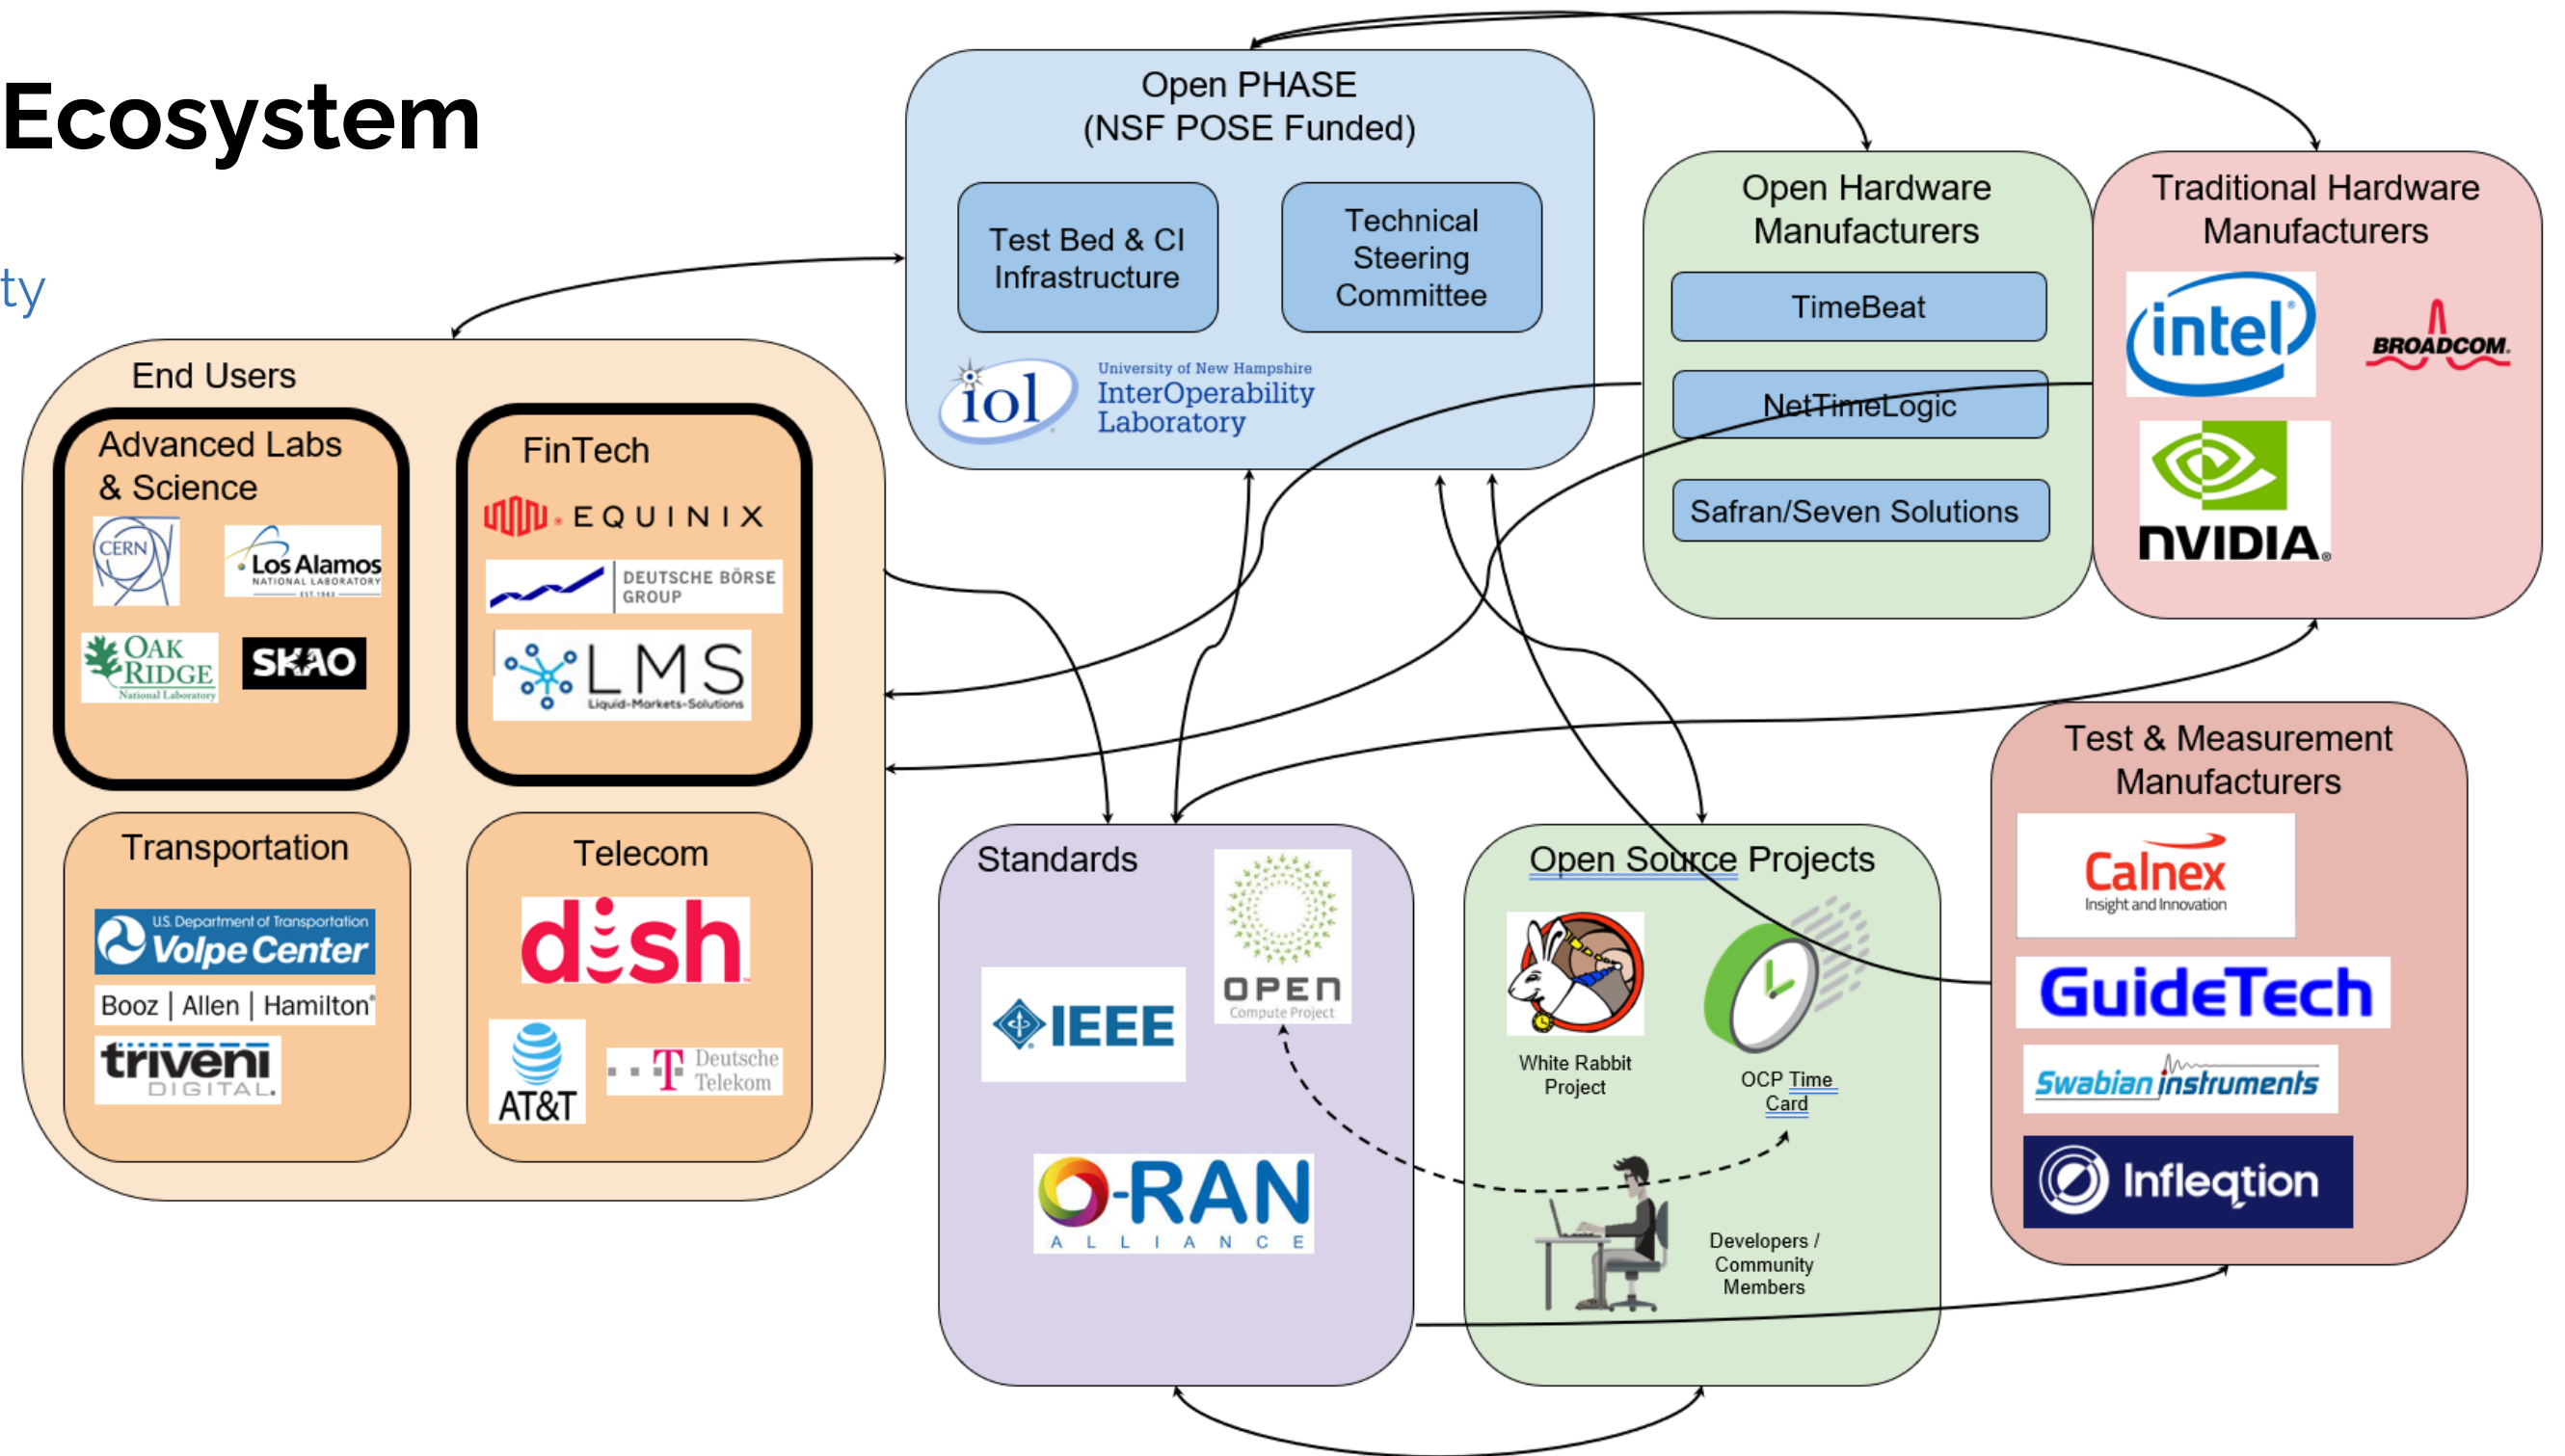 Ecosystem
ty
Open PHASE
(NSF POSE Funded)
Test Bed & CI
Infrastructure
Technical
Steering
Committee
iol
University of New Hampshire
InterOperability
Laboratory
Open Hardware
Manufacturers
TimeBeat
NetTimeLogic
Safran/Seven Solutions
Traditional Hardware
Manufacturers
intel®
BROADCOM.
NVIDIA®
End Users
Advanced Labs
& Science
CERN
Los Alamos
NATIONAL LABORATORY
EST. 1943
OAK
RIDGE
National Laboratory
SKAO
FinTech
EQUINIX
DEUTSCHE BÖRSE
GROUP
LMS
Liquid-Markets-Solutions
Transportation
U.S. Department of Transportation
Volpe Center
Booz | Allen | Hamilton®
triveni
DIGITAL.
Telecom
dish
AT&T
T Deutsche
Telekom
Standards
OPEN
Compute Project
IEEE
O-RAN
ALLIANCE
Open Source Projects
White Rabbit
Project
OCP Time
Card
Developers /
Community
Members
Test & Measurement
Manufacturers
Calnex
Insight and Innovation
GuideTech
Swabian instruments
Infleqtion